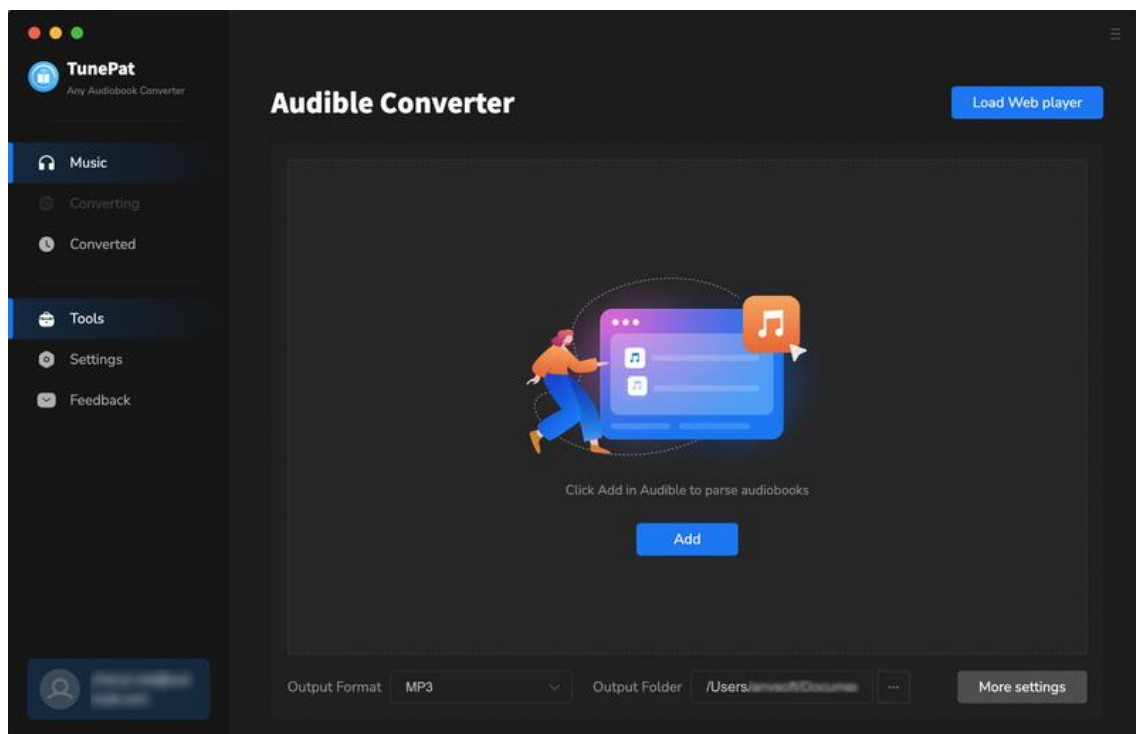 TunePat
Any Audiobook Converter
Audible Converter
Load Web player
Music
Converting
Converted
Tools
Settings
Feedback
Click Add in Audible to parse audiobooks
Add
Output Format
MP3
Output Folder
/Users
...
More settings